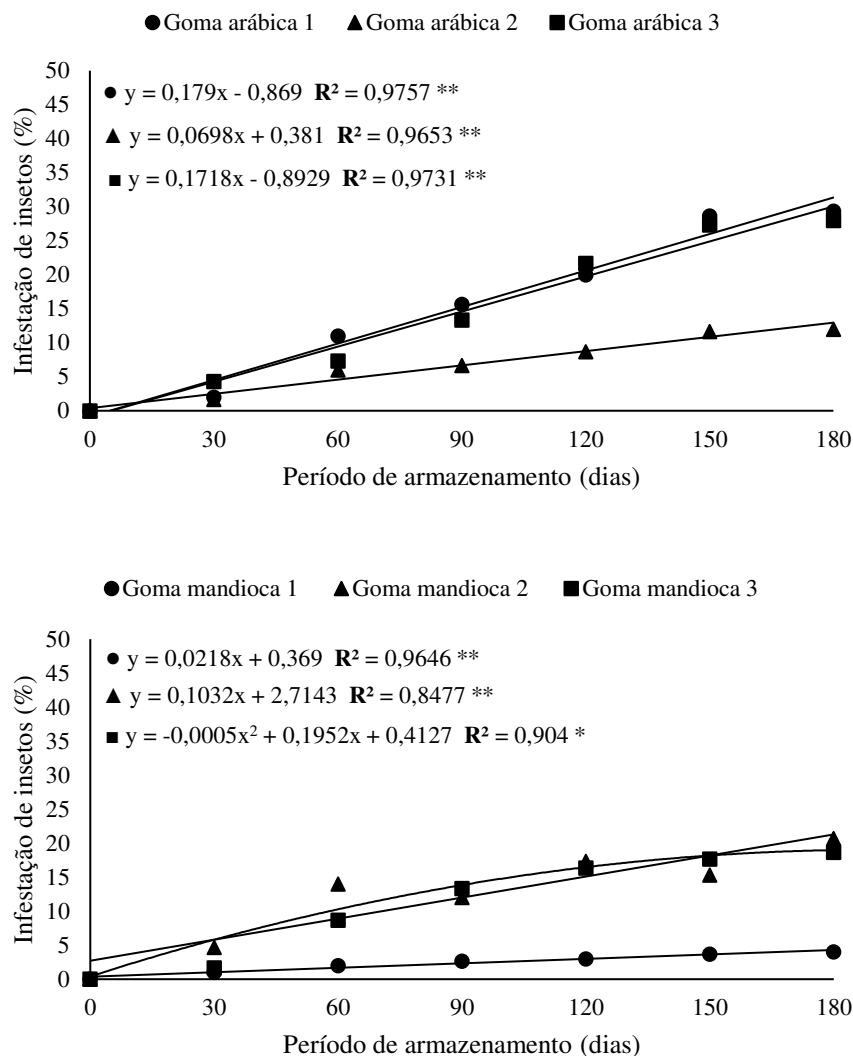 ● Goma arábica 1 ▲ Goma arábica 2 ■ Goma arábica 3
50
45
40
35
30
25
20
15
10
5
0
Infestação de insetos (%)
● y = 0,179x - 0,869 R² = 0,9757 **
▲ y = 0,0698x + 0,381 R² = 0,9653 **
■ y = 0,1718x - 0,8929 R² = 0,9731 **
0 30 60 90 120 150 180
Período de armazenamento (dias)
● Goma mandioca 1 ▲ Goma mandioca 2 ■ Goma mandioca 3
50
45
40
35
30
25
20
15
10
5
0
Infestação de insetos (%)
● y = 0,0218x + 0,369 R² = 0,9646 **
▲ y = 0,1032x + 2,7143 R² = 0,8477 **
■ y = -0,0005x² + 0,1952x + 0,4127 R² = 0,904 *
0 30 60 90 120 150 180
Período de armazenamento (dias)